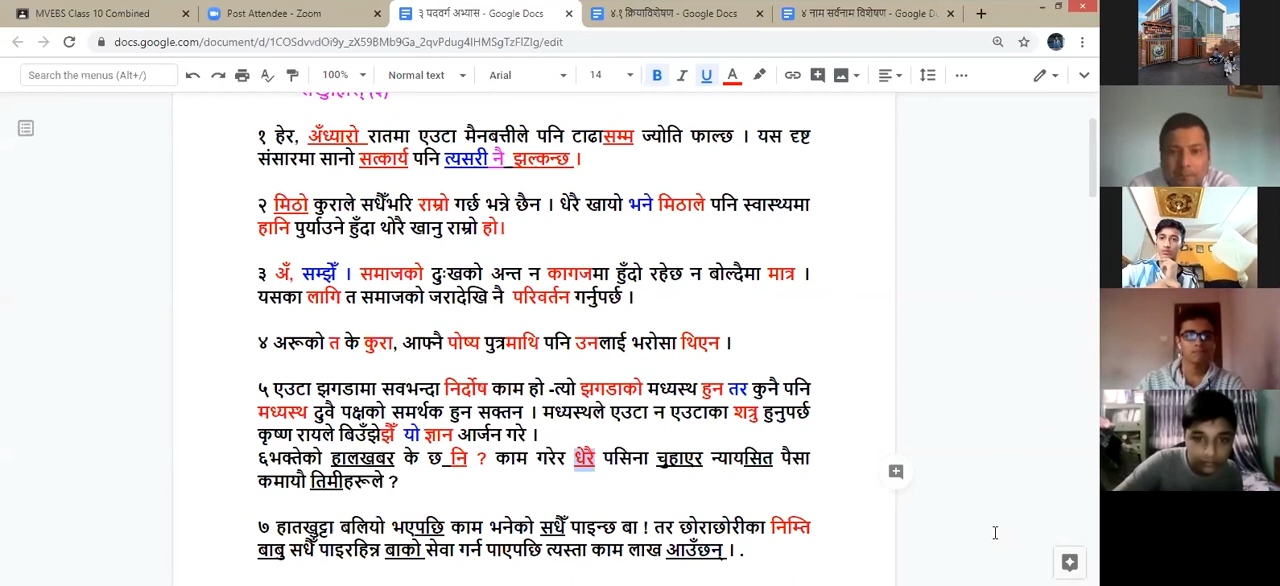 MVEBS Class 10 Combined
Post Attendee - Zoom
३ पदवर्ग अभ्यास - Google Docs
४.१ क्रियाविशेषण - Google Docs
४ नाम सर्वनाम विशेषण - Google D
docs.google.com/document/d/1COSdvvdOi9y_zX59BMb9Ga_2qvPdug4lHMSgTzFlZIg/edit
Search the menus (Alt+/)
100%
Normal text
Arial
14
B I U A
१ हेर, अँध्यारो रातमा एउटा मैनबत्तीले पनि टाढासम्म ज्योति फाल्छ । यस दृष्ट
संसारमा सानो सत्कार्य पनि त्यसरी नै झल्कन्छ ।
२ मिठो कुराले सधैँभरि राम्रो गर्छ भन्ने छैन । धेरै खायो भने मिठाले पनि स्वास्थ्यमा
हानि पुर्याउने हुँदा थोरै खानु राम्रो हो।
३ अँ, सम्झेँ । समाजको दुःखको अन्त न कागजमा हुँदो रहेछ न बोल्दैमा मात्र ।
यसका लागि त समाजको जरादेखि नै परिवर्तन गर्नुपर्छ ।
४ अरूको त के कुरा, आफ्नै पोष्य पुत्रमाथि पनि उनलाई भरोसा थिएन ।
५ एउटा झगडामा सवभन्दा निर्दोष काम हो -त्यो झगडाको मध्यस्थ हुन तर कुनै पनि
मध्यस्थ दुवै पक्षको समर्थक हुन सक्तन । मध्यस्थले एउटा न एउटाका शत्रु हुनुपर्छ
कृष्ण रायले बिउँझेझैँ यो ज्ञान आर्जन गरे ।
६भक्तेको हालखबर के छ नि ? काम गरेर धेरै पसिना चुहाएर न्यायसित पैसा
कमायौ तिमीहरूले ?
७ हातखुट्टा बलियो भएपछि काम भनेको सधैँ पाइन्छ बा ! तर छोराछोरीका निम्ति
बाबु सधैँ पाइरहिन्न बाको सेवा गर्न पाएपछि त्यस्ता काम लाख आउँछन् । .